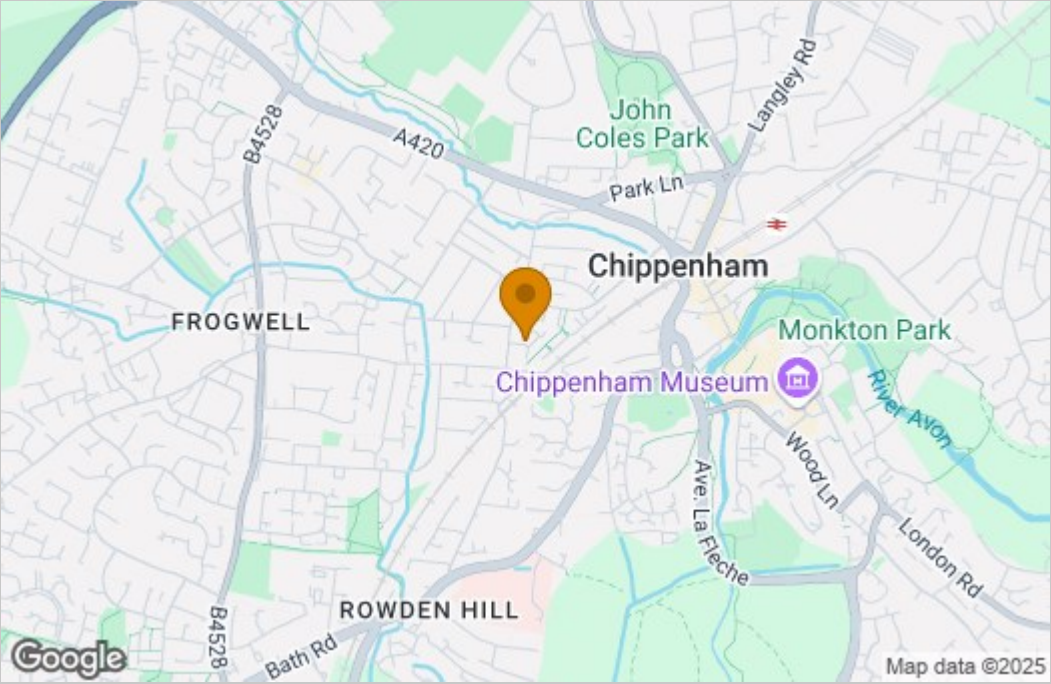 Langley Rd
John
Coles Park
B4528
A420
Park Ln
Chippenham
FROGWELL
Monkton Park
Chippenham Museum
River Avon
Wood Ln
Ave. La Fleche
London Rd
ROWDEN HILL
B4528
Bath Rd
Google
Map data ©2025